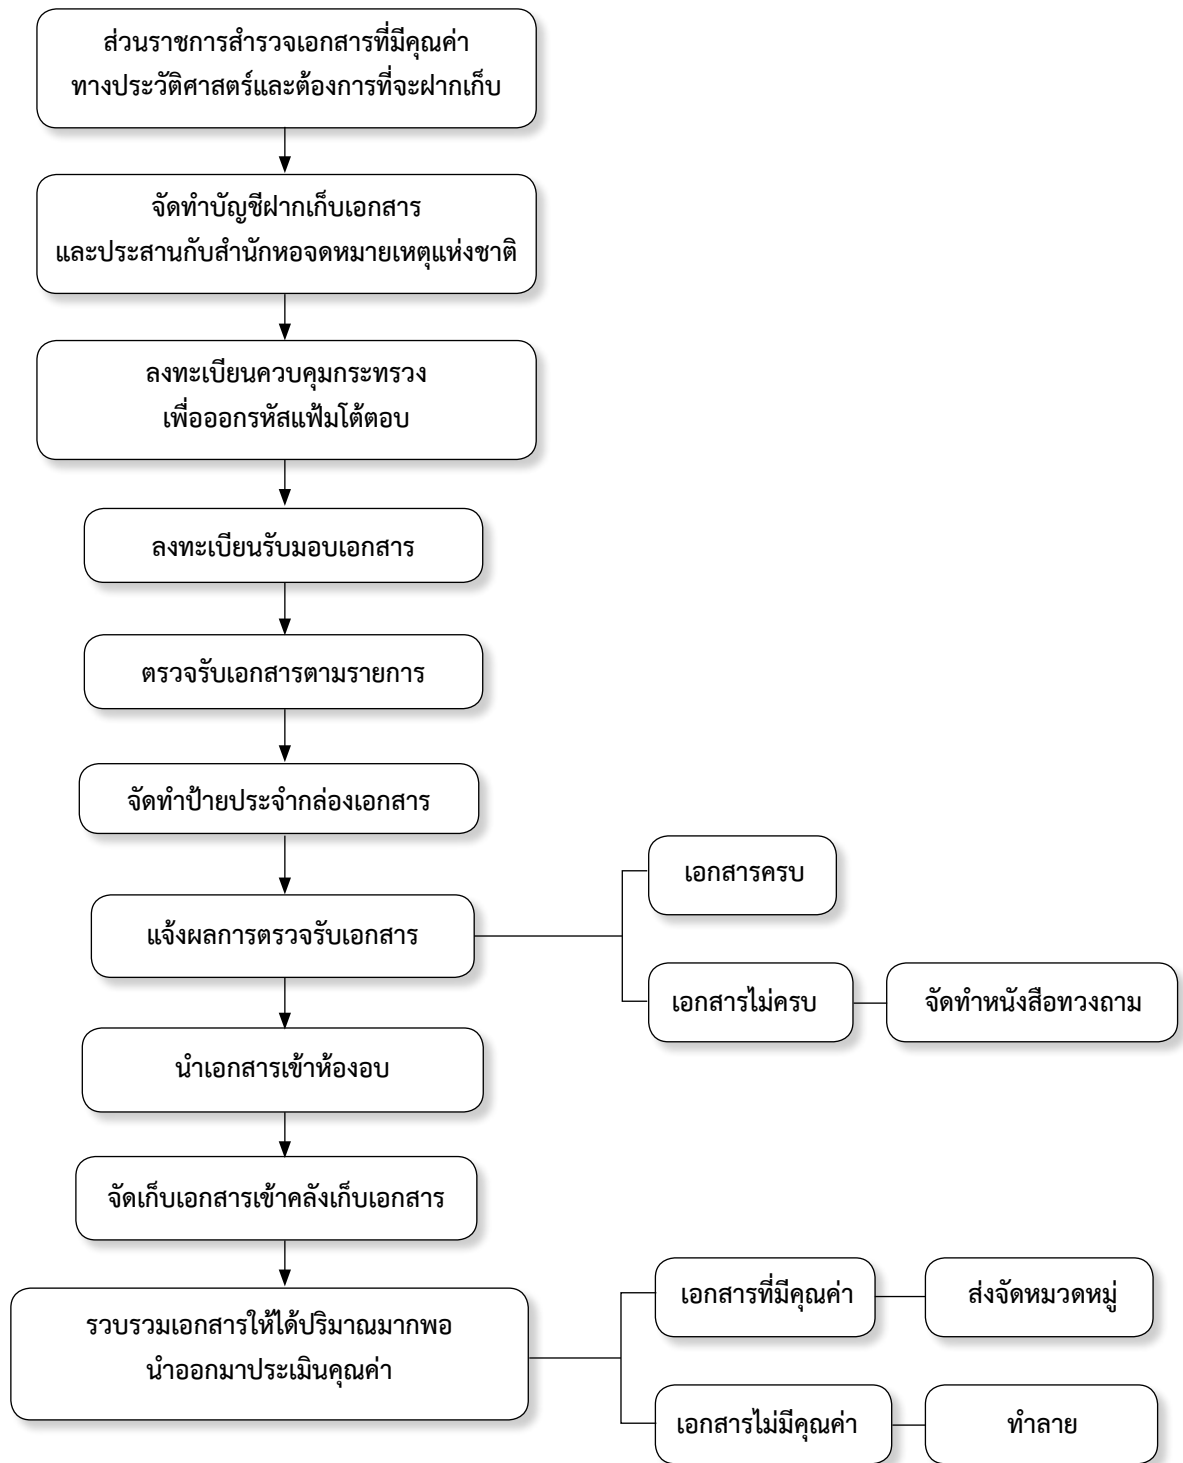 ส่วนราชการสำรวจเอกสารที่มีคุณค่า
ทางประวัติศาสตร์และต้องการที่จะฝากเก็บ
จัดทำบัญชีฝากเก็บเอกสาร
และประสานกับสำนักหอจดหมายเหตุแห่งชาติ
ลงทะเบียนควบคุมกระทรวง
เพื่อออกรหัสแฟ้มโต้ตอบ
ลงทะเบียนรับมอบเอกสาร
ตรวจรับเอกสารตามรายการ
จัดทำป้ายประจำกล่องเอกสาร
แจ้งผลการตรวจรับเอกสาร
เอกสารครบ
เอกสารไม่ครบ
จัดทำหนังสือทวงถาม
นำเอกสารเข้าห้องอบ
จัดเก็บเอกสารเข้าคลังเก็บเอกสาร
รวบรวมเอกสารให้ได้ปริมาณมากพอ
นำออกมาประเมินคุณค่า
เอกสารที่มีคุณค่า
ส่งจัดหมวดหมู่
เอกสารไม่มีคุณค่า
ทำลาย